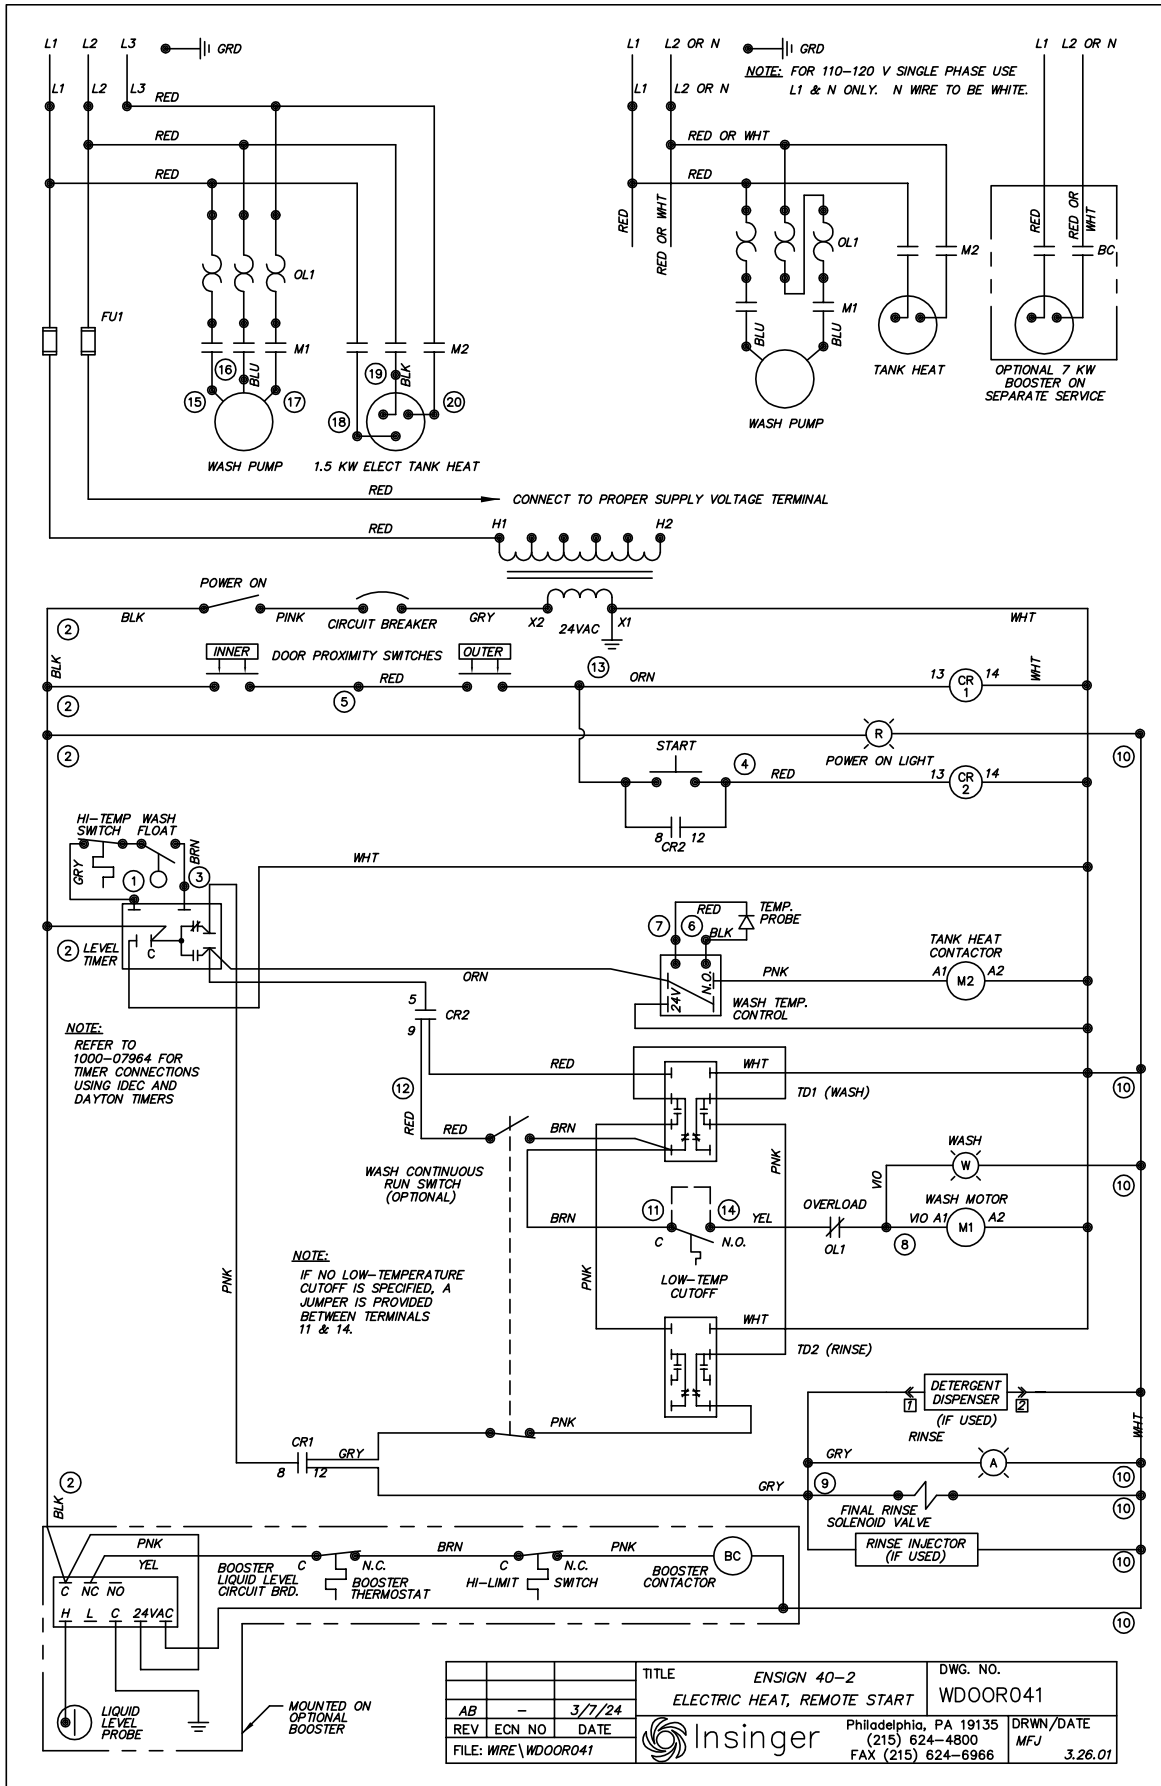 L1 L2 L3 GRD
L1 L2 L3
RED
RED
RED
OL1
FU1
M1
M2
16
BLU
19
BLK
15
17
18
20
WASH PUMP
1.5 KW ELECT TANK HEAT
L1 L2 OR N GRD
L1 L2 OR N
NOTE: FOR 110-120 V SINGLE PHASE USE
L1 & N ONLY. N WIRE TO BE WHITE.
L1 L2 OR N
RED OR WHT
RED
RED
RED OR WHT
OL1
M2
M1
BLU
BLU
RED
RED OR
WHT
BC
TANK HEAT
WASH PUMP
OPTIONAL 7 KW
BOOSTER ON
SEPARATE SERVICE
RED
CONNECT TO PROPER SUPPLY VOLTAGE TERMINAL
RED
H1
H2
POWER ON
BLK
PINK
CIRCUIT BREAKER
GRY
X2
24VAC
X1
WHT
2
BLK
INNER
DOOR PROXIMITY SWITCHES
OUTER
13
2
5
RED
ORN
13 CR 14
1
WHT
2
R
POWER ON LIGHT
10
START
4
RED
13 CR 14
2
8 12
CR2
HI-TEMP WASH
SWITCH FLOAT
GRY
BRN
1
3
WHT
2
LEVEL
TIMER
C
7
6
RED
BLK
TEMP.
PROBE
ORN
24V
N.O.
WASH TEMP.
CONTROL
PNK
TANK HEAT
CONTACTOR
A1 M2 A2
5
9
CR2
NOTE:
REFER TO
1000-07964 FOR
TIMER CONNECTIONS
USING IDEC AND
DAYTON TIMERS
RED
WHT
TD1 (WASH)
10
12
RED
RED
BRN
WASH CONTINUOUS
RUN SWITCH
(OPTIONAL)
PNK
WASH
W
VIO
10
BRN
11
C
14
N.O.
YEL
LOW-TEMP
CUTOFF
OVERLOAD
OL1
8
WASH MOTOR
VIO A1 M1 A2
NOTE:
IF NO LOW-TEMPERATURE
CUTOFF IS SPECIFIED, A
JUMPER IS PROVIDED
BETWEEN TERMINALS
11 & 14.
PNK
PNK
WHT
TD2 (RINSE)
PNK
CR1
8 12
GRY
GRY
1
DETERGENT
DISPENSER
2
(IF USED)
RINSE
GRY
A
WHT
10
9
FINAL RINSE
SOLENOID VALVE
10
RINSE INJECTOR
(IF USED)
10
2
BLK
PNK
YEL
C NC NO
H L C 24VAC
BOOSTER
LIQUID LEVEL
CIRCUIT BRD.
C N.C.
BOOSTER
THERMOSTAT
BRN
C N.C.
HI-LIMIT SWITCH
PNK
BOOSTER
CONTACTOR
BC
10
LIQUID
LEVEL
PROBE
MOUNTED ON
OPTIONAL
BOOSTER
AB - 3/7/24
REV ECN NO DATE
FILE: WIRE\WDOOR041
TITLE
ENSIGN 40-2
ELECTRIC HEAT, REMOTE START
DWG. NO.
WDOOR041
Insinger
Philadelphia, PA 19135
(215) 624-4800
FAX (215) 624-6966
DRWN/DATE
MFJ
3.26.01